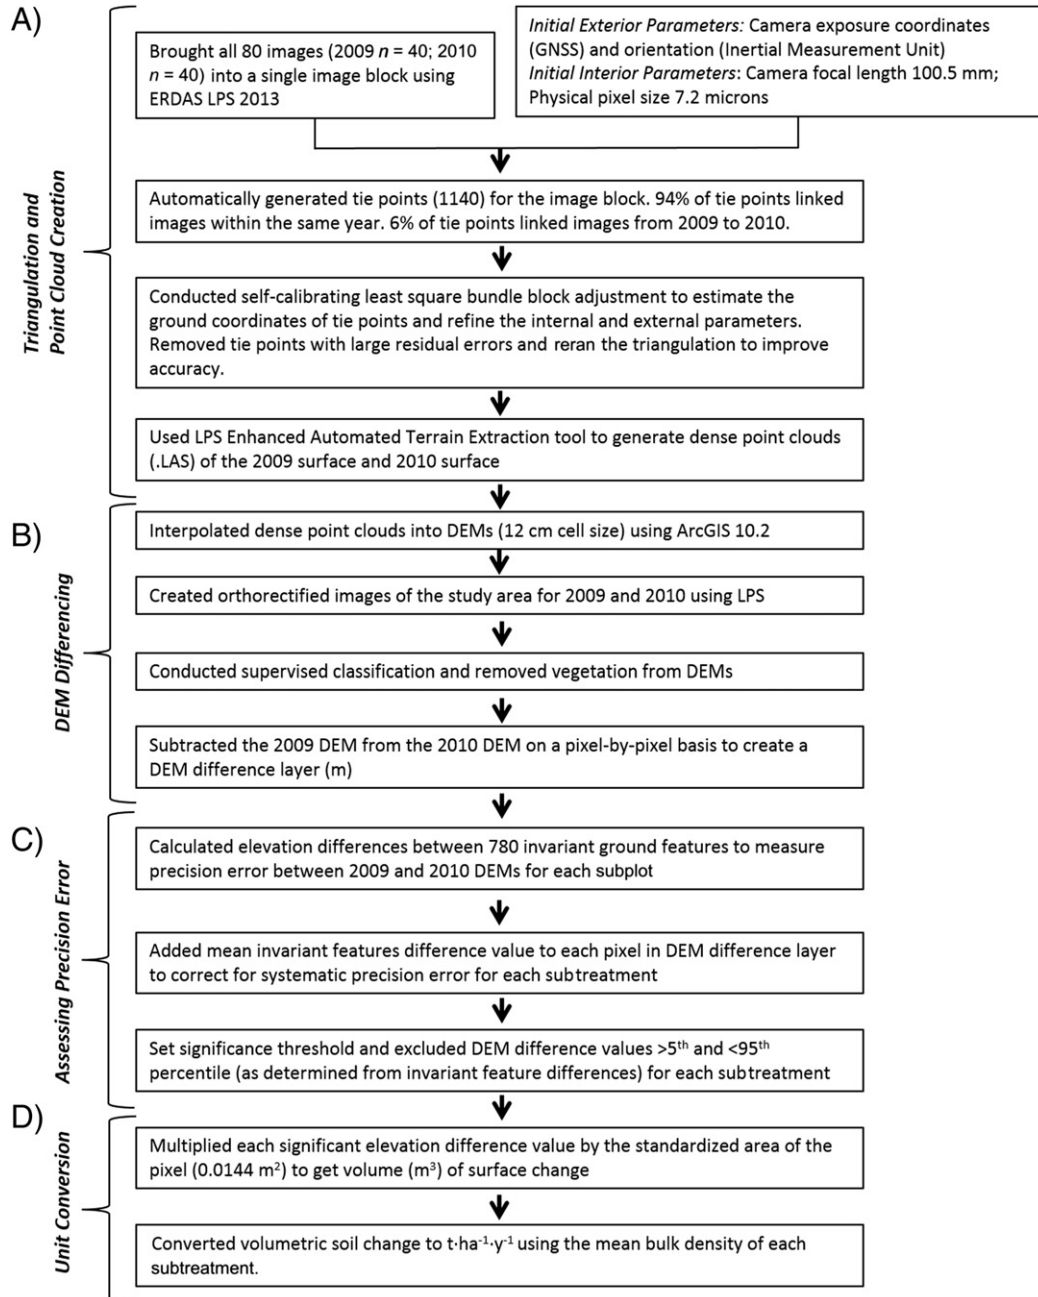 A)
Brought all 80 images (2009 n = 40; 2010
n = 40) into a single image block using
ERDAS LPS 2013
Initial Exterior Parameters: Camera exposure coordinates
(GNSS) and orientation (Inertial Measurement Unit)
Initial Interior Parameters: Camera focal length 100.5 mm;
Physical pixel size 7.2 microns
Triangulation and
Point Cloud Creation
Automatically generated tie points (1140) for the image block. 94% of tie points linked
images within the same year. 6% of tie points linked images from 2009 to 2010.
Conducted self-calibrating least square bundle block adjustment to estimate the
ground coordinates of tie points and refine the internal and external parameters.
Removed tie points with large residual errors and reran the triangulation to improve
accuracy.
Used LPS Enhanced Automated Terrain Extraction tool to generate dense point clouds
(.LAS) of the 2009 surface and 2010 surface
B)
DEM Differencing
Interpolated dense point clouds into DEMs (12 cm cell size) using ArcGIS 10.2
Created orthorectified images of the study area for 2009 and 2010 using LPS
Conducted supervised classification and removed vegetation from DEMs
Subtracted the 2009 DEM from the 2010 DEM on a pixel-by-pixel basis to create a
DEM difference layer (m)
C)
Assessing Precision Error
Calculated elevation differences between 780 invariant ground features to measure
precision error between 2009 and 2010 DEMs for each subplot
Added mean invariant features difference value to each pixel in DEM difference layer
to correct for systematic precision error for each subtreatment
Set significance threshold and excluded DEM difference values >5th and <95th
percentile (as determined from invariant feature differences) for each subtreatment
D)
Unit Conversion
Multiplied each significant elevation difference value by the standardized area of the
pixel (0.0144 m²) to get volume (m³) of surface change
Converted volumetric soil change to t·ha⁻¹·y⁻¹ using the mean bulk density of each
subtreatment.